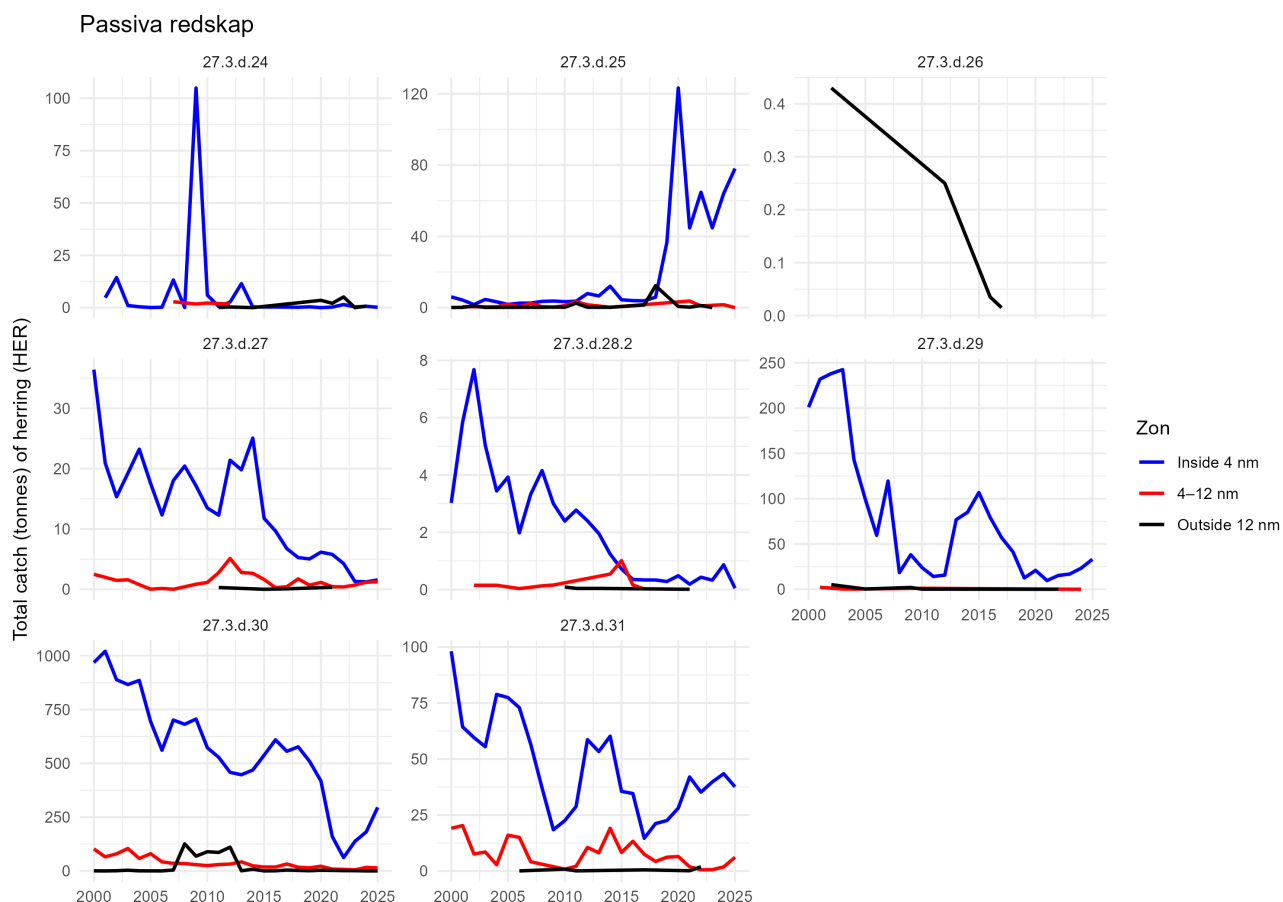 Passiva redskap
27.3.d.24
27.3.d.25
27.3.d.26
100
75
50
25
0
120
80
40
0
0.4
0.3
0.2
0.1
0.0
Total catch (tonnes) of herring (HER)
27.3.d.27
27.3.d.28.2
27.3.d.29
30
20
10
0
8
6
4
2
0
250
200
150
100
50
0
2000 2005 2010 2015 2020 2025
Zon
Inside 4 nm
4–12 nm
Outside 12 nm
27.3.d.30
27.3.d.31
1000
750
500
250
0
100
75
50
25
0
2000 2005 2010 2015 2020 2025
2000 2005 2010 2015 2020 2025